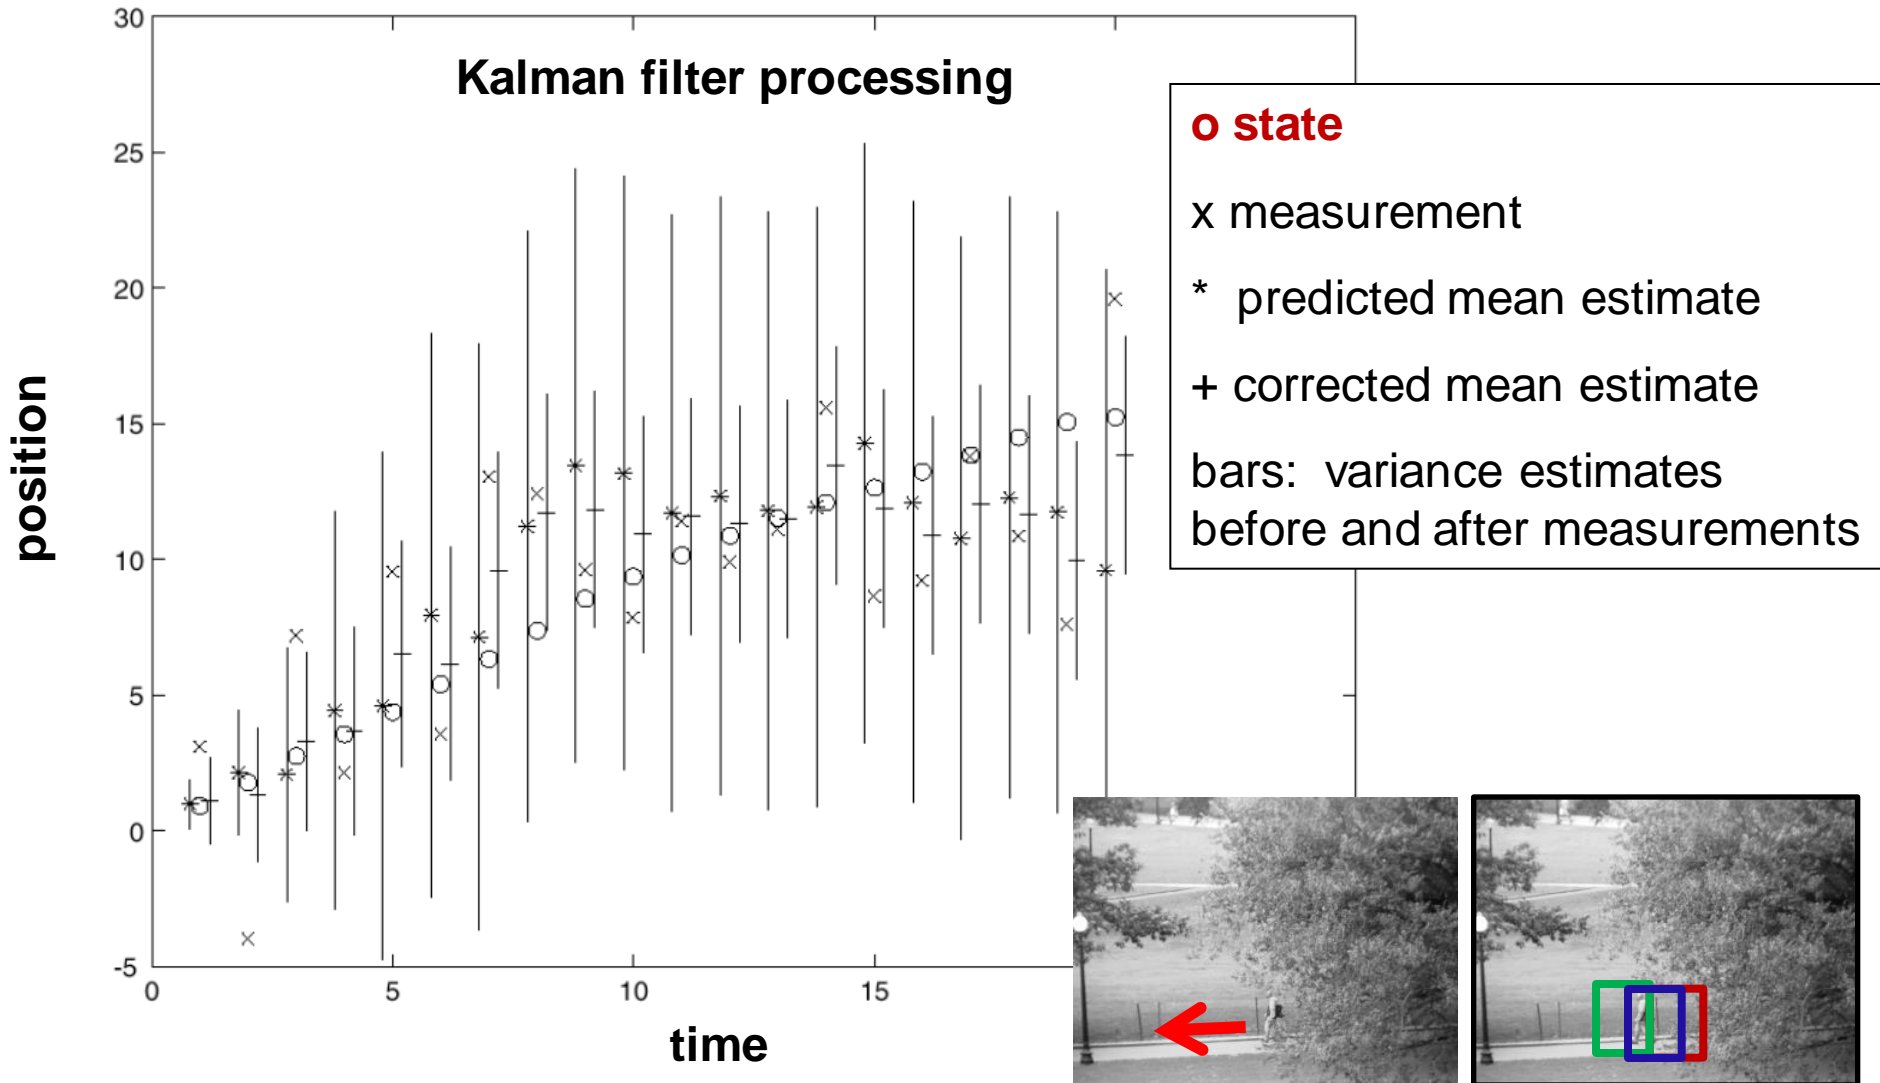 Kalman filter processing
o state
x measurement
* predicted mean estimate
+ corrected mean estimate
bars: variance estimates
before and after measurements
position
30
25
20
15
10
5
0
-5
0 5 10 15
time